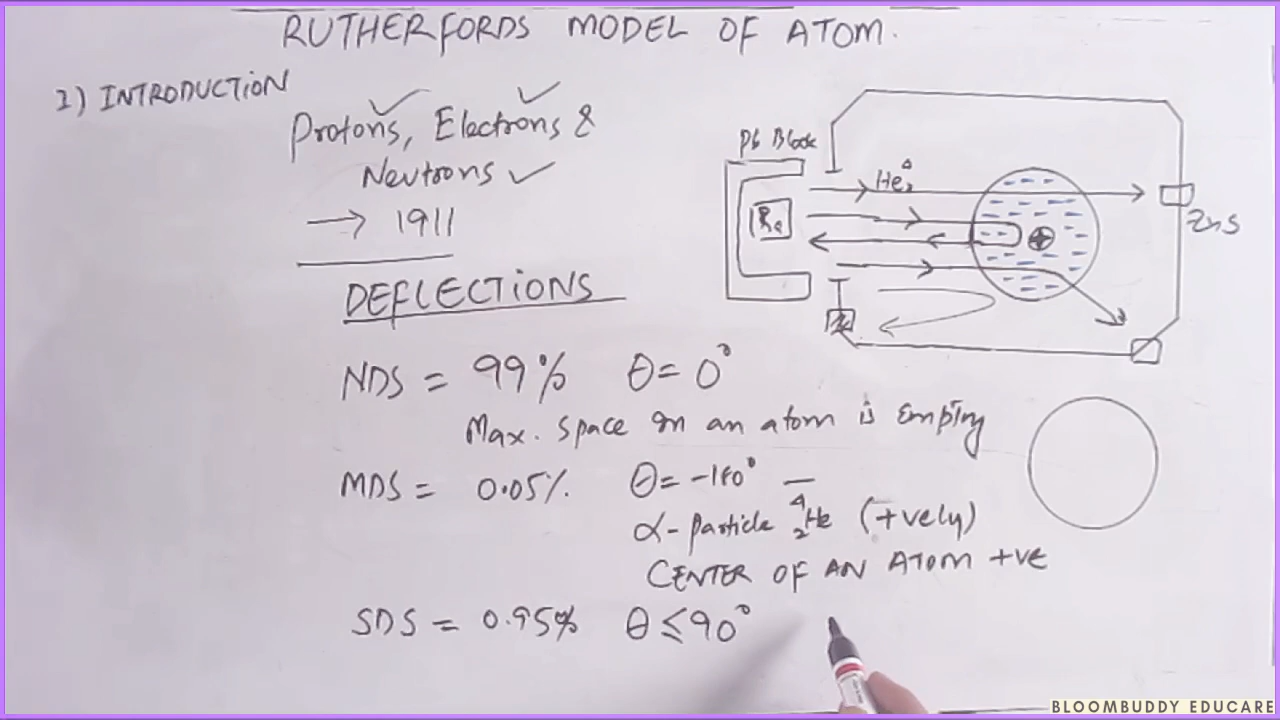 RUTHERFORDS MODEL OF ATOM.
1) INTRODUCTION
Protons, Electrons &
Neutrons
→ 1911
DEFLECTIONS
NDS = 99% θ = 0°
Max. space in an atom is Empty
MDS = 0.05% θ = -180° —
α-particle ⁴₂He (+vely)
CENTER OF AN ATOM +ve
SDS = 0.95% θ ≤ 90°
Pb Block
Ra
He
ZnS
+
BLOOMBUDDY EDUCARE